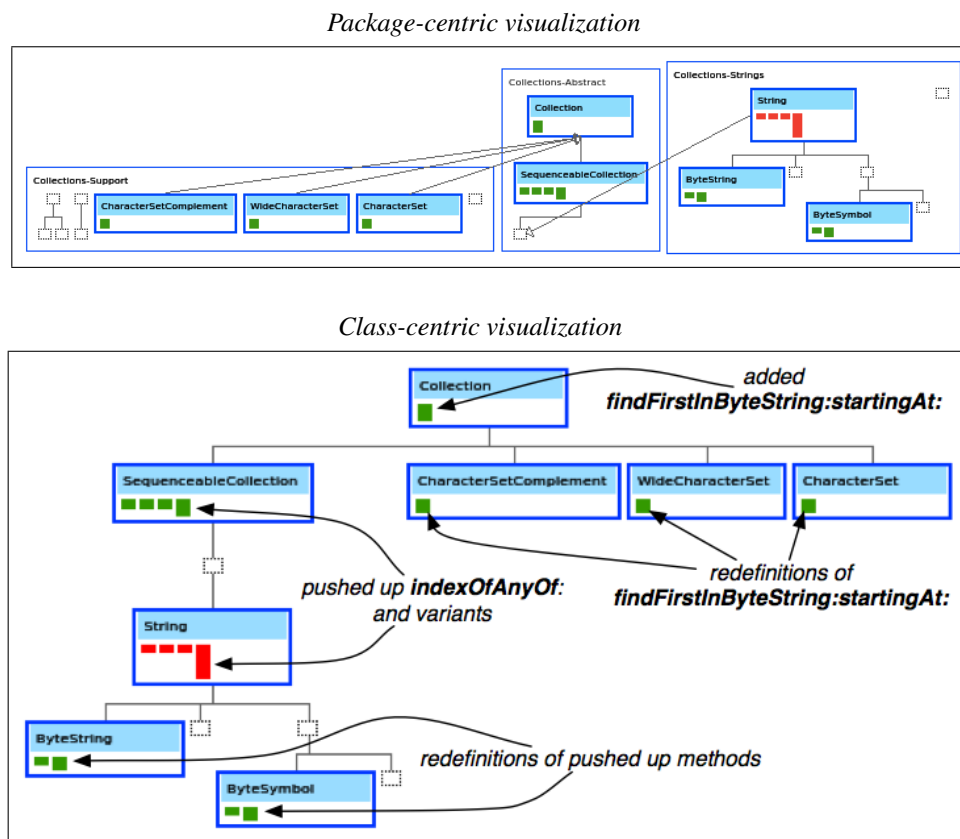 Package-centric visualization
Collections-Abstract
Collections-Strings
Collection
String
Collections-Support
SequenceableCollection
ByteString
CharacterSetComplement
WideCharacterSet
CharacterSet
ByteSymbol
Class-centric visualization
Collection
added
findFirstInByteString:startingAt:
SequenceableCollection
CharacterSetComplement
WideCharacterSet
CharacterSet
pushed up indexOfAnyOf:
and variants
redefinitions of
findFirstInByteString:startingAt:
String
ByteString
redefinitions of pushed up methods
ByteSymbol